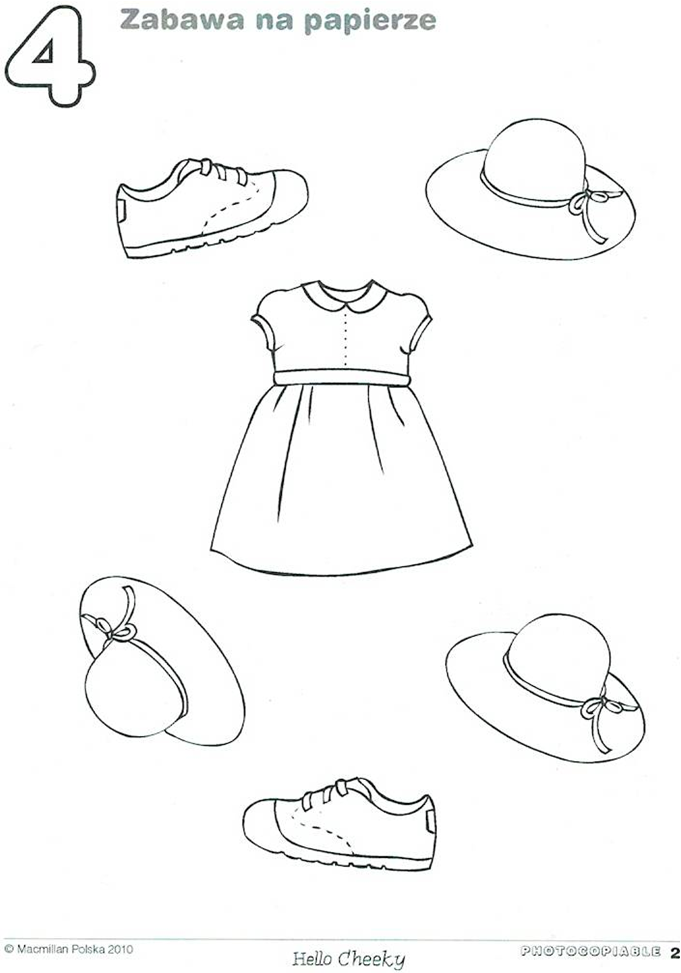 4
Zabawa na papierze
© Macmillan Polska 2010
Hello Cheeky
PHOTOCOPIABLE 2